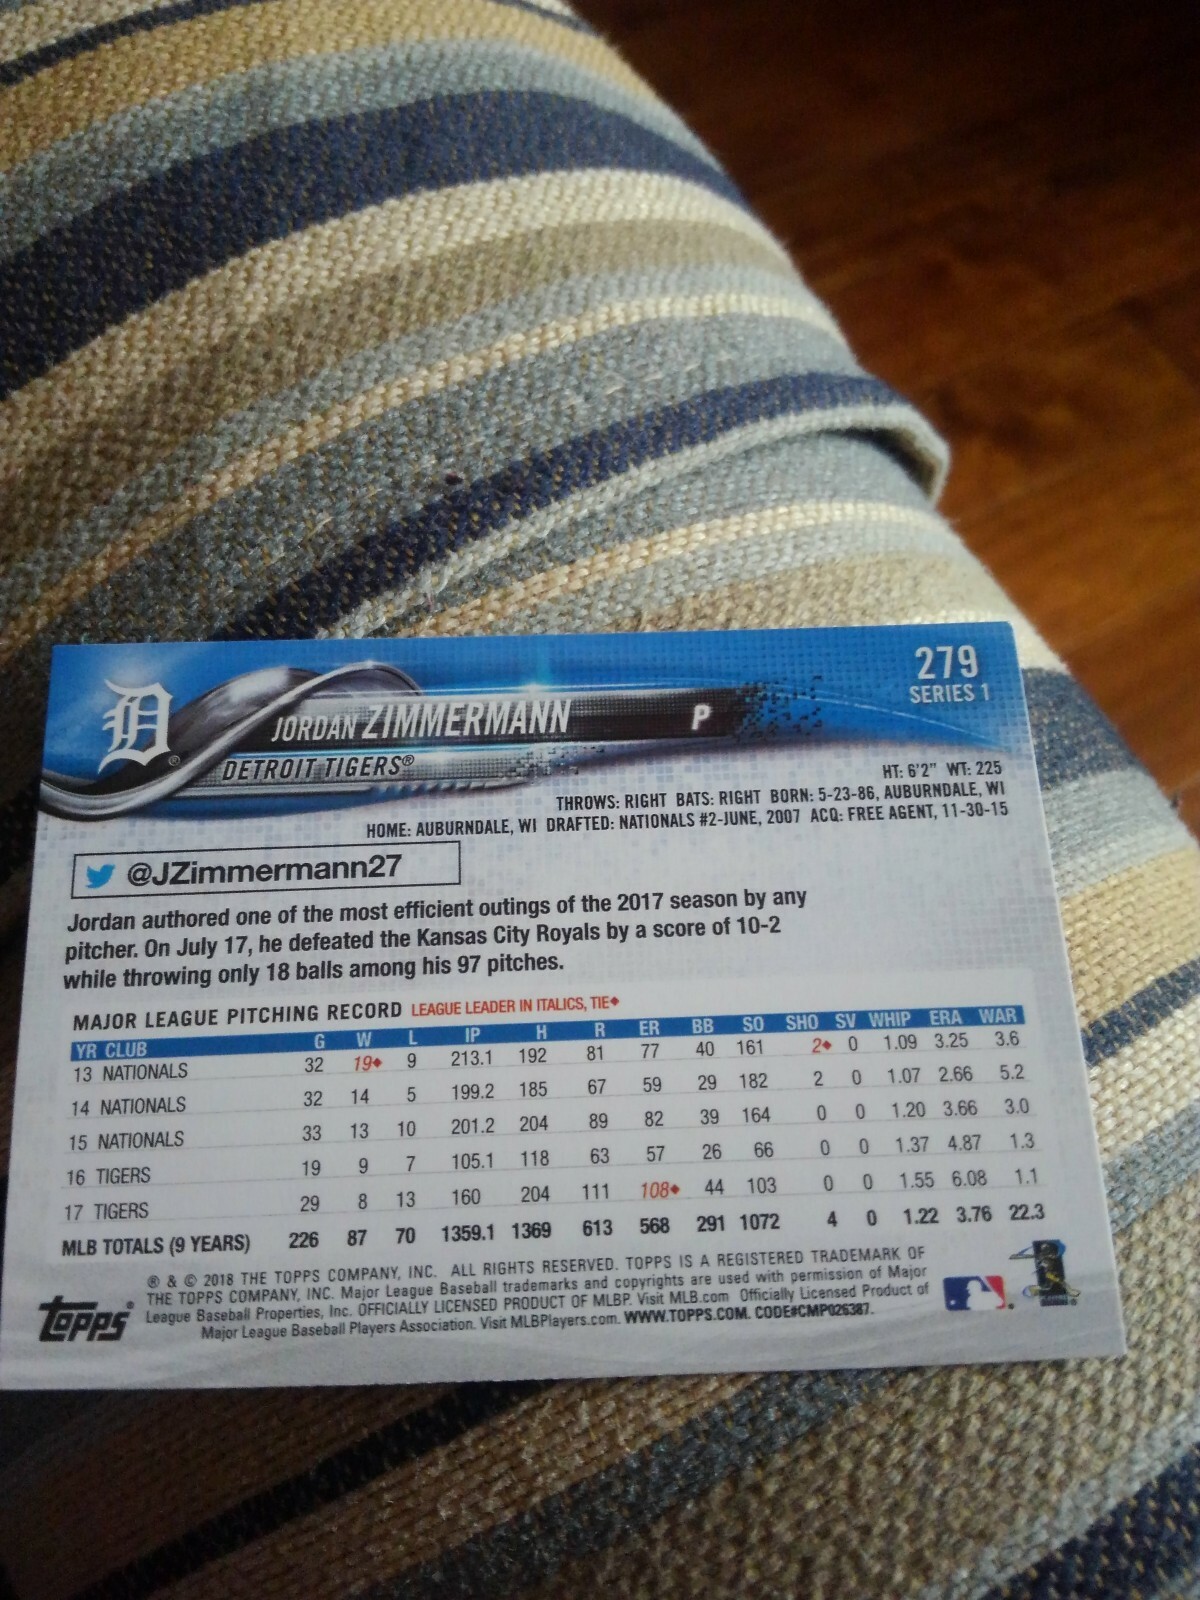 279
SERIES 1
D®
JORDAN ZIMMERMANN P
DETROIT TIGERS®
HT: 6'2" WT: 225
THROWS: RIGHT BATS: RIGHT BORN: 5-23-86, AUBURNDALE, WI
HOME: AUBURNDALE, WI DRAFTED: NATIONALS #2-JUNE, 2007 ACQ: FREE AGENT, 11-30-15
@JZimmermann27
Jordan authored one of the most efficient outings of the 2017 season by any
pitcher. On July 17, he defeated the Kansas City Royals by a score of 10-2
while throwing only 18 balls among his 97 pitches.
MAJOR LEAGUE PITCHING RECORD LEAGUE LEADER IN ITALICS, TIE♦
YR CLUB G W L IP H R ER BB SO SHO SV WHIP ERA WAR
13 NATIONALS 32 19♦ 9 213.1 192 81 77 40 161 2♦ 0 1.09 3.25 3.6
14 NATIONALS 32 14 5 199.2 185 67 59 29 182 2 0 1.07 2.66 5.2
15 NATIONALS 33 13 10 201.2 204 89 82 39 164 0 0 1.20 3.66 3.0
16 TIGERS 19 9 7 105.1 118 63 57 26 66 0 0 1.37 4.87 1.3
17 TIGERS 29 8 13 160 204 111 108♦ 44 103 0 0 1.55 6.08 1.1
MLB TOTALS (9 YEARS) 226 87 70 1359.1 1369 613 568 291 1072 4 0 1.22 3.76 22.3
® & © 2018 THE TOPPS COMPANY, INC. ALL RIGHTS RESERVED. TOPPS IS A REGISTERED TRADEMARK OF
THE TOPPS COMPANY, INC. Major League Baseball trademarks and copyrights are used with permission of Major
League Baseball Properties, Inc. OFFICIALLY LICENSED PRODUCT OF MLBP. Visit MLB.com Officially Licensed Product of
Major League Baseball Players Association. Visit MLBPlayers.com. WWW.TOPPS.COM. CODE#CMP026387.
topps®